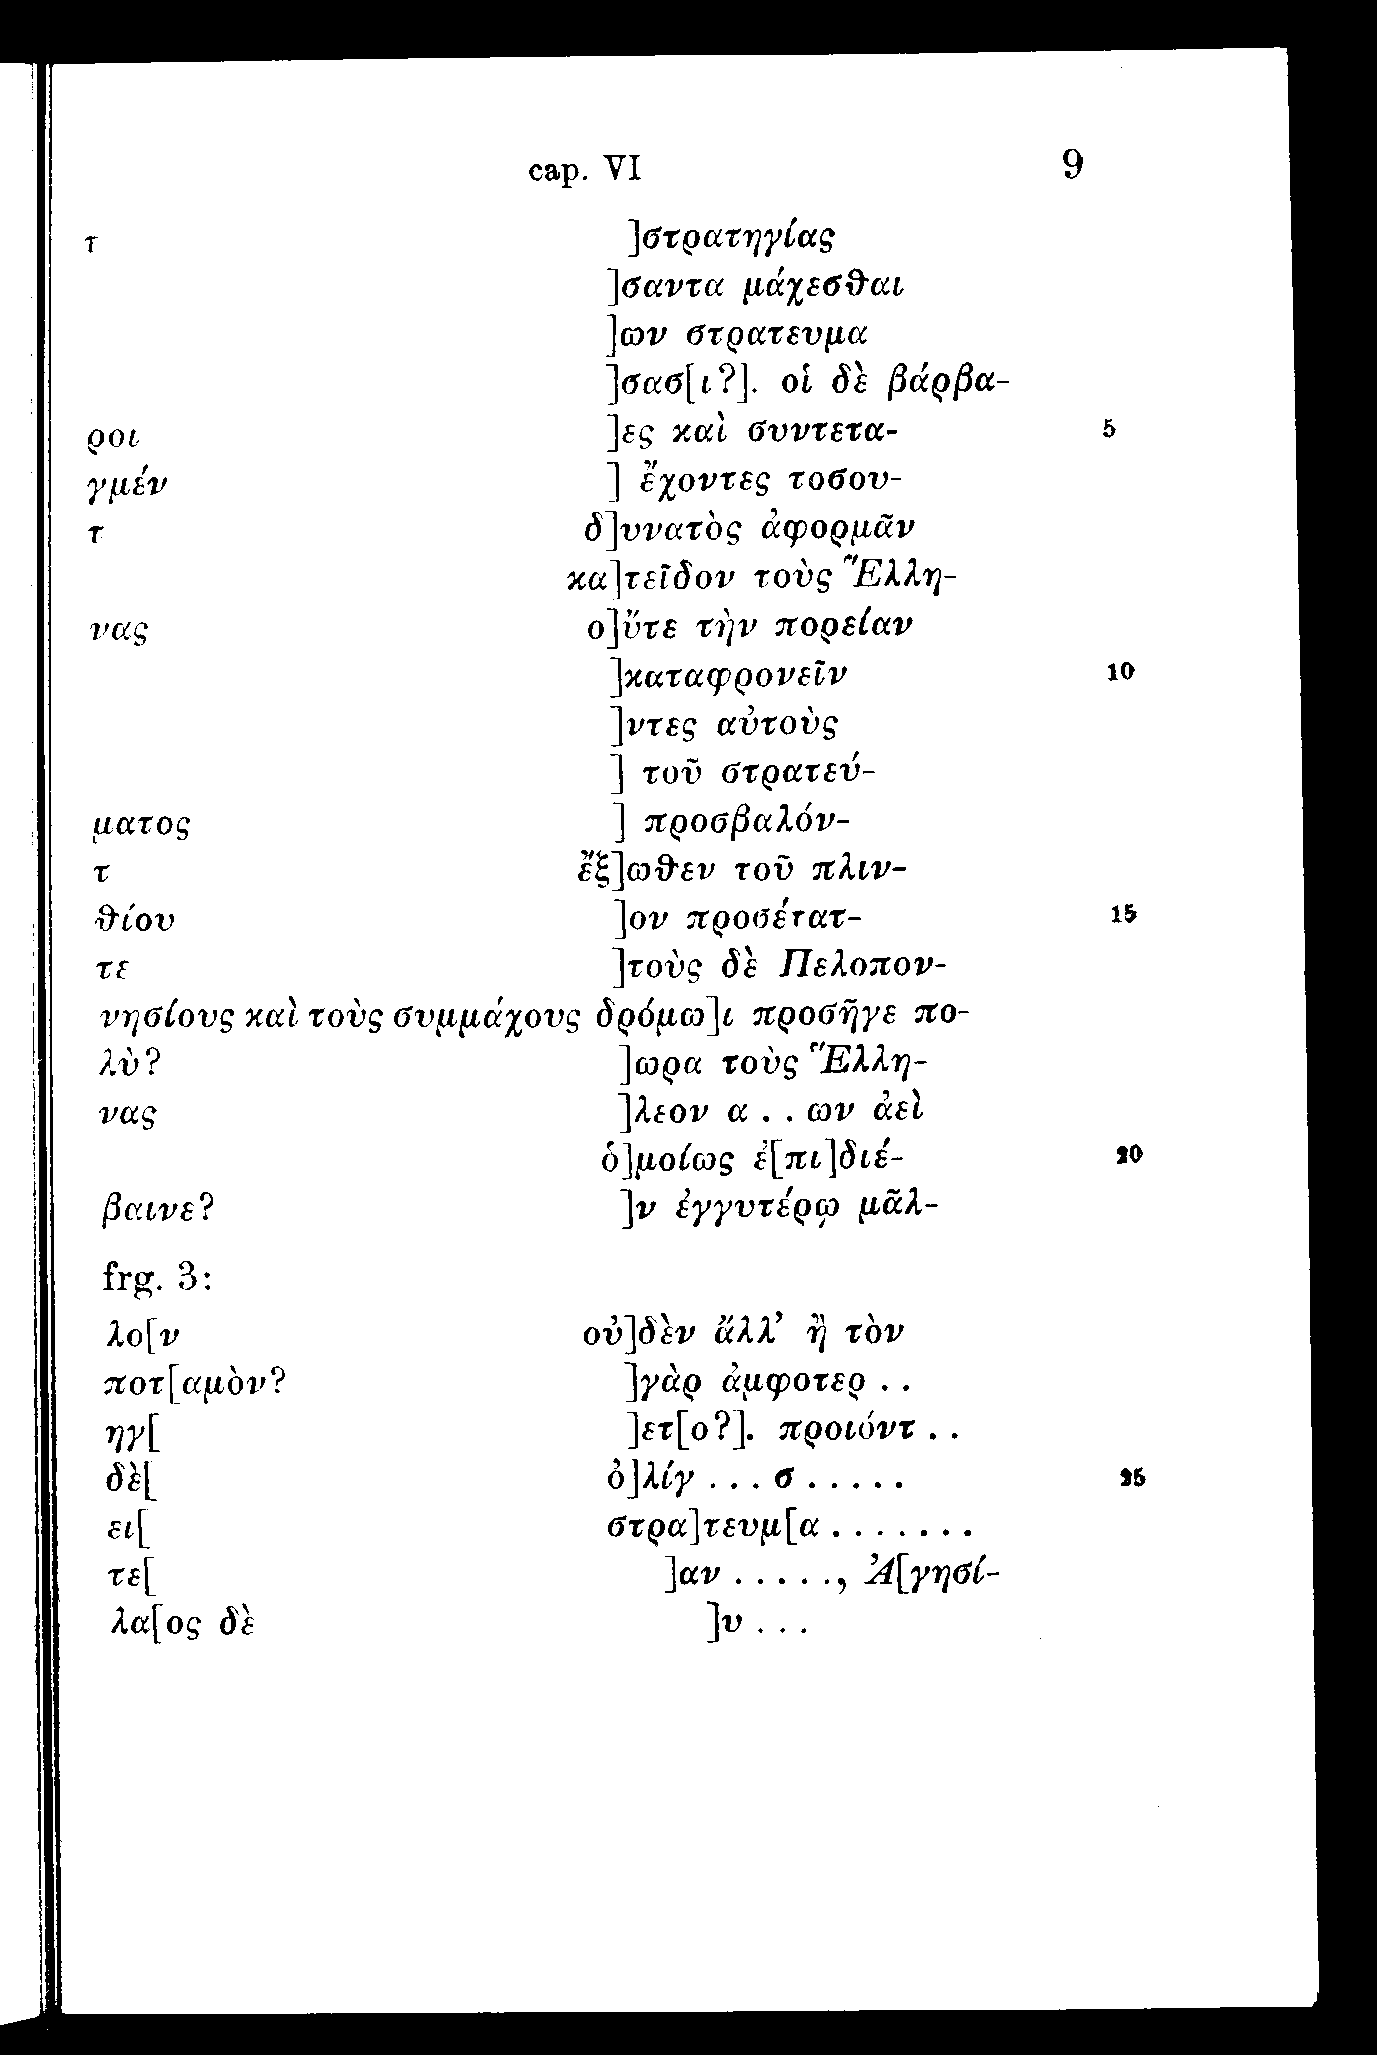 cap. VI 9
τ ]στρατηγίας
]σαντα μάχεσθαι
]ων στρατευμα
]σασ[ι?]. οἱ δὲ βάρβα-
ροι ]ες καὶ συντετα- 5
γμέν ] ἔχοντες τοσου-
τ δ]υνατὸς ἀφορμᾶν
κα]τεῖδον τοὺς Ἕλλη-
νας ο]ὔτε τὴν πορείαν
]καταφρονεῖν 10
]ντες αὐτοὺς
] τοῦ στρατεύ-
ματος ] προσβαλόν-
τ ἔξ]ωθεν τοῦ πλιν-
θίου ]ον προσέτατ- 15
τε ]τοὺς δὲ Πελοπον-
νησίους καὶ τοὺς συμμάχους δρόμω]ι προσῆγε πο-
λὺ? ]ωρα τοὺς Ἕλλη-
νας ]λεον α . . ων ἀεὶ
ὁ]μοίως ἐ[πι]διέ- 20
βαινε? ]ν ἐγγυτέρῳ μᾶλ-
frg. 3:
λο[ν οὐ]δὲν ἄλλ’ ἢ τὸν
ποτ[αμὸν? ]γὰρ ἀμφοτερ . .
ηγ[ ]ετ[ο?]. προιόντ . .
δὲ[ ὀ]λίγ . . . σ . . . . . 25
ει[ στρα]τευμ[α . . . . . . .
τε[ ]αν . . . . ., Ἀ[γησί-
λα[ος δὲ ]υ . . .